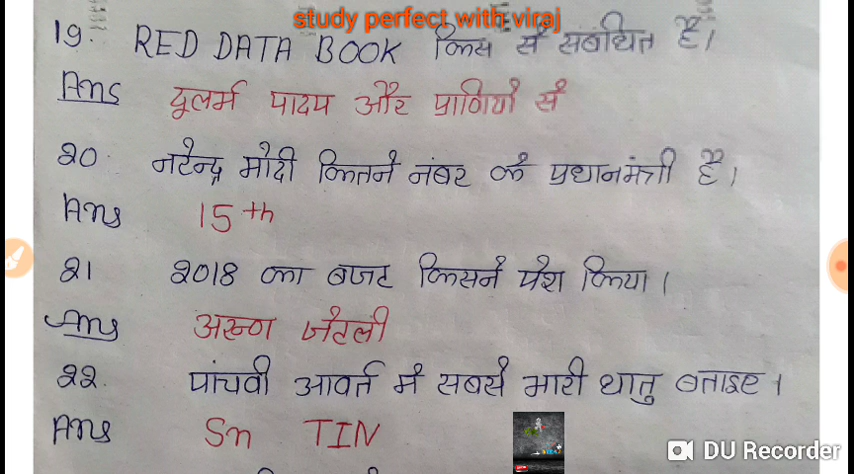 study perfect with viraj
19. RED DATA BOOK किस से संबंधित है।
Ans दुलर्भ पादप और प्राणियों से
20. नरेन्द्र मोदी कितने नंबर के प्रधानमंत्री है।
Ans 15th
21 2018 का बजट किसने पेश किया।
Ans अरुण जेटली
22. पांचवी आवर्त में सबसे भारी धातु बताइए।
Ans Sn TIN
DU Recorder